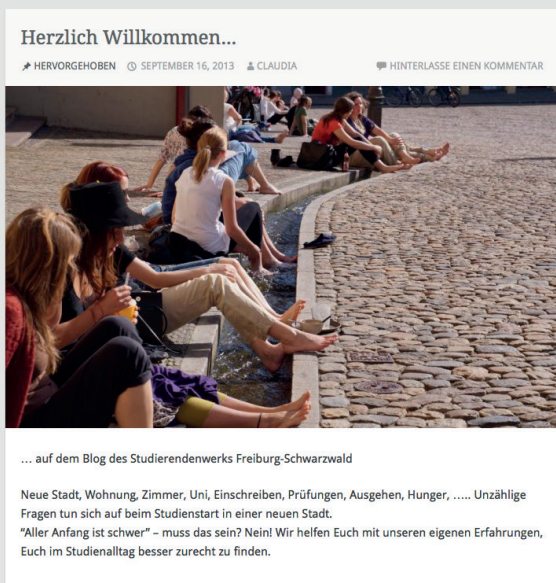 Herzlich Willkommen...
HERVORGEHOBEN SEPTEMBER 16, 2013 CLAUDIA HINTERLASSE EINEN KOMMENTAR
... auf dem Blog des Studierendenwerks Freiburg-Schwarzwald
Neue Stadt, Wohnung, Zimmer, Uni, Einschreiben, Prüfungen, Ausgehen, Hunger, ..... Unzählige
Fragen tun sich auf beim Studienstart in einer neuen Stadt.
“Aller Anfang ist schwer” – muss das sein? Nein! Wir helfen Euch mit unseren eigenen Erfahrungen,
Euch im Studienalltag besser zurecht zu finden.